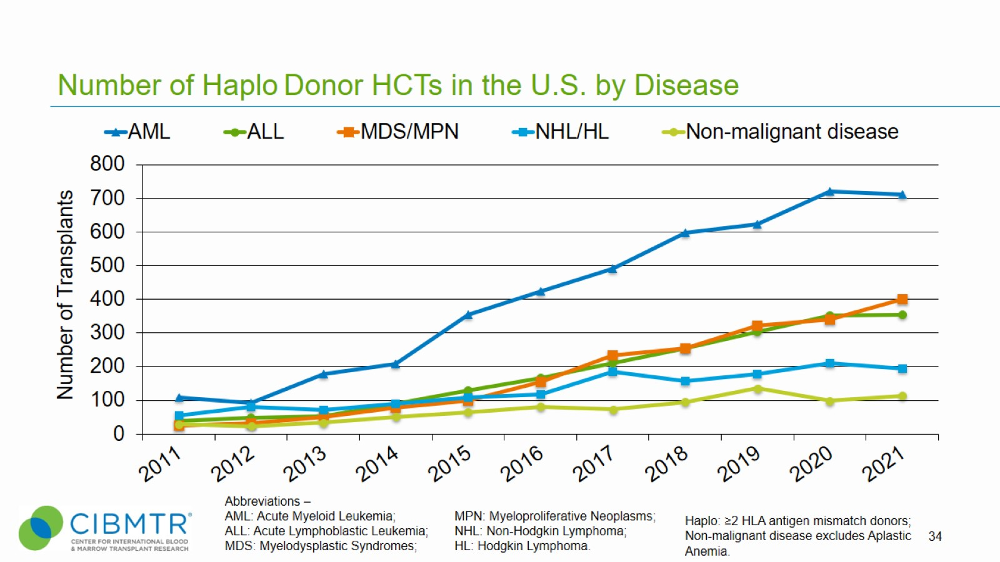 Number of Haplo Donor HCTs in the U.S. by Disease
AML ALL MDS/MPN NHL/HL Non-malignant disease
Number of Transplants
800
700
600
500
400
300
200
100
0
2011 2012 2013 2014 2015 2016 2017 2018 2019 2020 2021
CIBMTR®
CENTER FOR INTERNATIONAL BLOOD
& MARROW TRANSPLANT RESEARCH
Abbreviations –
AML: Acute Myeloid Leukemia;
ALL: Acute Lymphoblastic Leukemia;
MDS: Myelodysplastic Syndromes;
MPN: Myeloproliferative Neoplasms;
NHL: Non-Hodgkin Lymphoma;
HL: Hodgkin Lymphoma.
Haplo: ≥2 HLA antigen mismatch donors;
Non-malignant disease excludes Aplastic
Anemia.
34